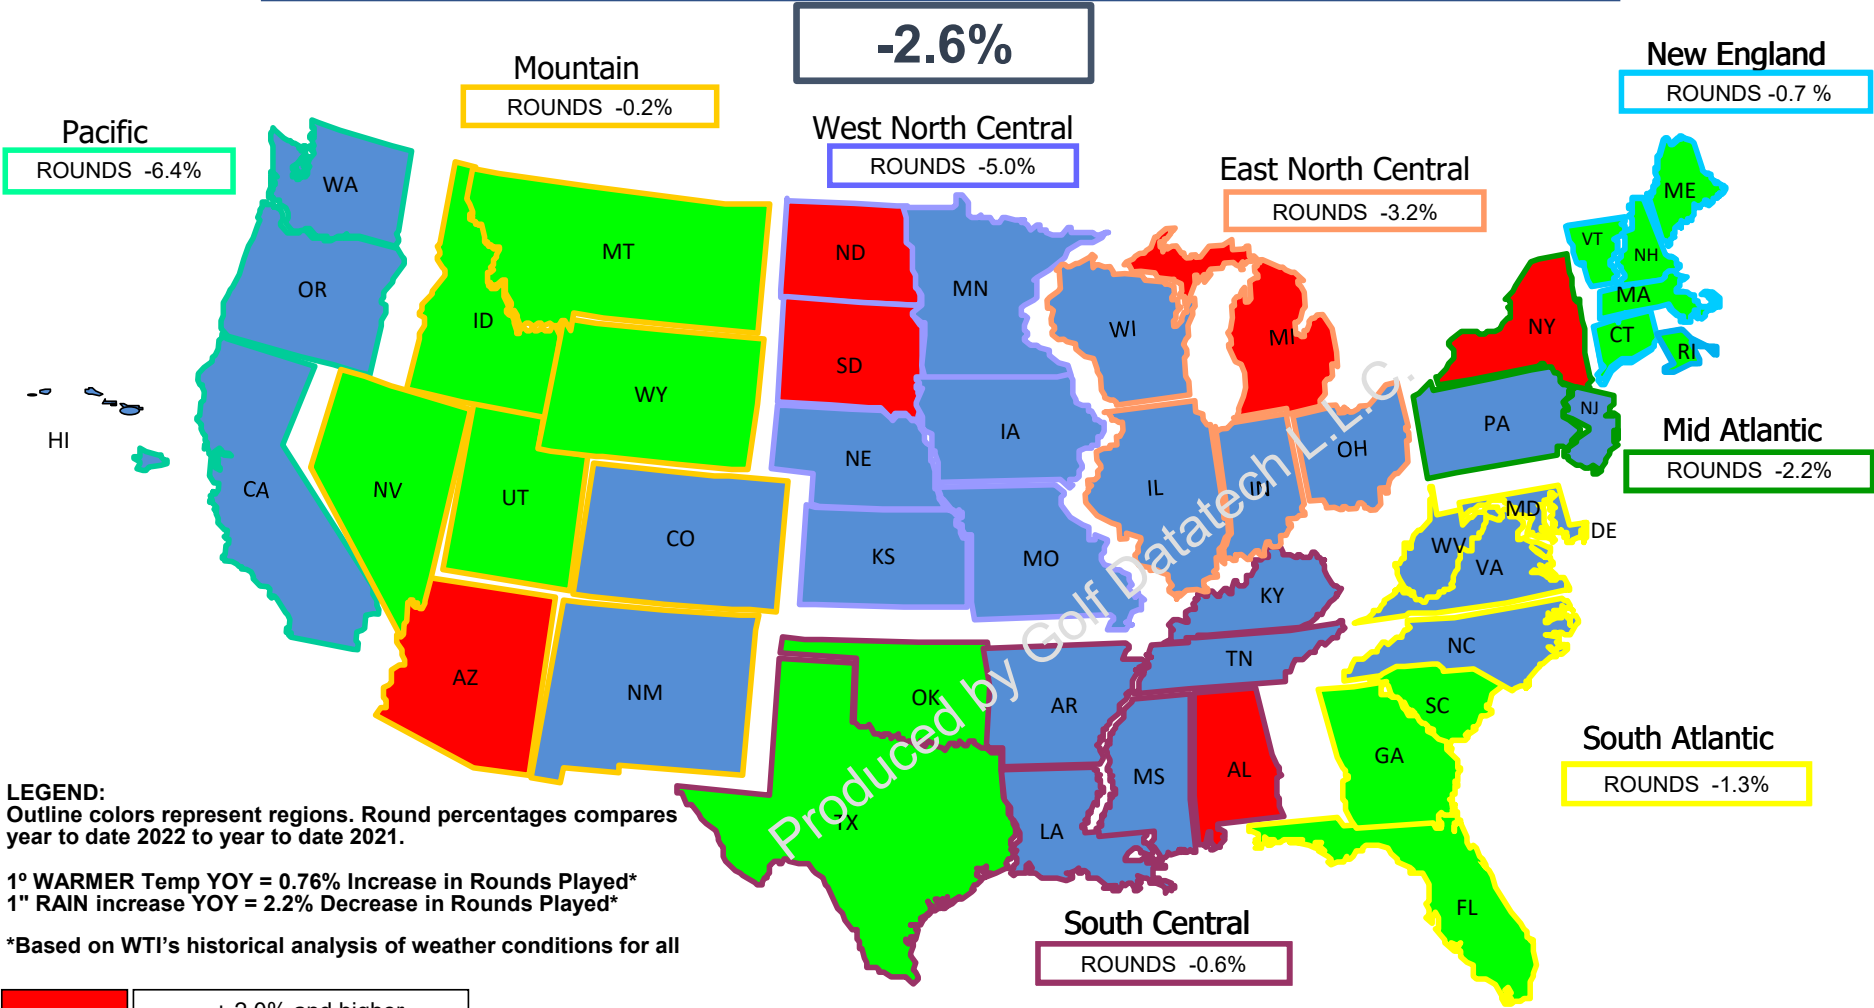 -2.6%
Mountain
ROUNDS -0.2%
New England
ROUNDS -0.7 %
Pacific
ROUNDS -6.4%
West North Central
ROUNDS -5.0%
East North Central
ROUNDS -3.2%
WA
OR
CA
HI
MT
ID
WY
NV
UT
CO
AZ
NM
ND
SD
MN
NE
IA
KS
MO
WI
MI
IL
IN
OH
ME
VT
NH
MA
CT
RI
NY
PA
NJ
Mid Atlantic
ROUNDS -2.2%
MD
DE
WV
VA
NC
SC
GA
FL
South Atlantic
ROUNDS -1.3%
KY
TN
OK
AR
TX
LA
MS
AL
South Central
ROUNDS -0.6%
Produced by Golf Datatech L.L.C.
LEGEND:
Outline colors represent regions. Round percentages compares
year to date 2022 to year to date 2021.
1º WARMER Temp YOY = 0.76% Increase in Rounds Played*
1" RAIN increase YOY = 2.2% Decrease in Rounds Played*
*Based on WTI's historical analysis of weather conditions for all
+ 2.0% and higher